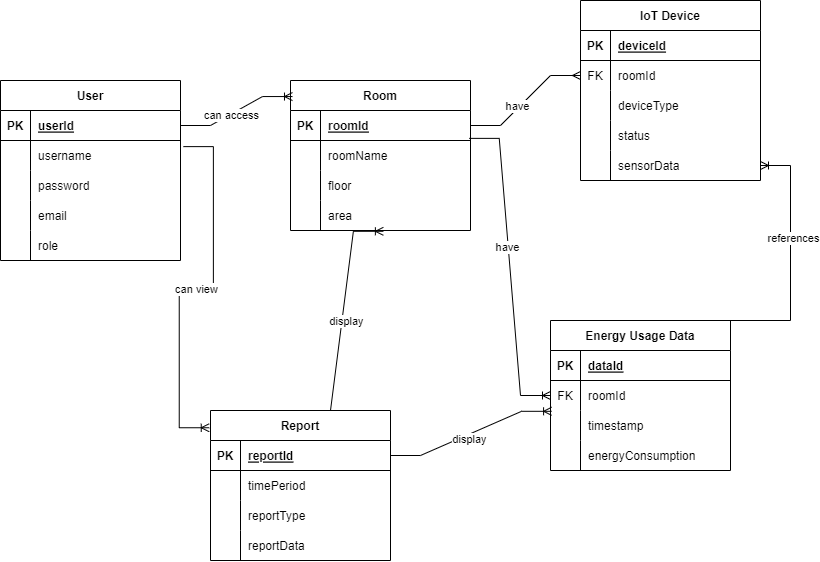 IoT Device
PK deviceId
FK roomId
deviceType
status
sensorData
User
PK userId
username
password
email
role
can access
Room
PK roomId
roomName
floor
area
have
have
can view
display
references
Energy Usage Data
PK dataId
FK roomId
timestamp
energyConsumption
Report
PK reportId
timePeriod
reportType
reportData
display